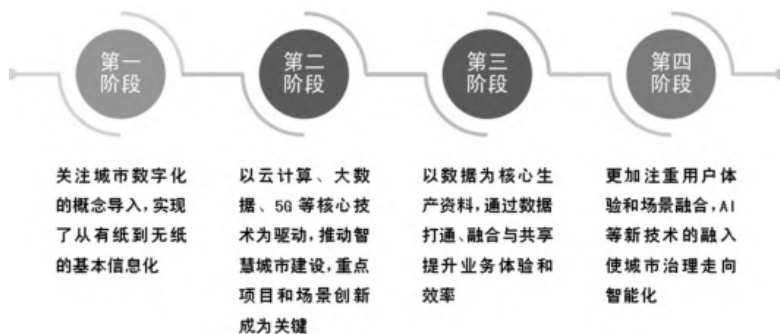 第一
阶段
第二
阶段
第三
阶段
第四
阶段
关注城市数字化
的概念导入,实现
了从有纸到无纸
的基本信息化
以云计算、大数
据、5G 等核心技
术为驱动,推动智
慧城市建设,重点
项目和场景创新
成为关键
以数据为核心生
产资料,通过数据
打通、融合与共享
提升业务体验和
效率
更加注重用户体
验和场景融合,AI
等新技术的融入
使城市治理走向
智能化